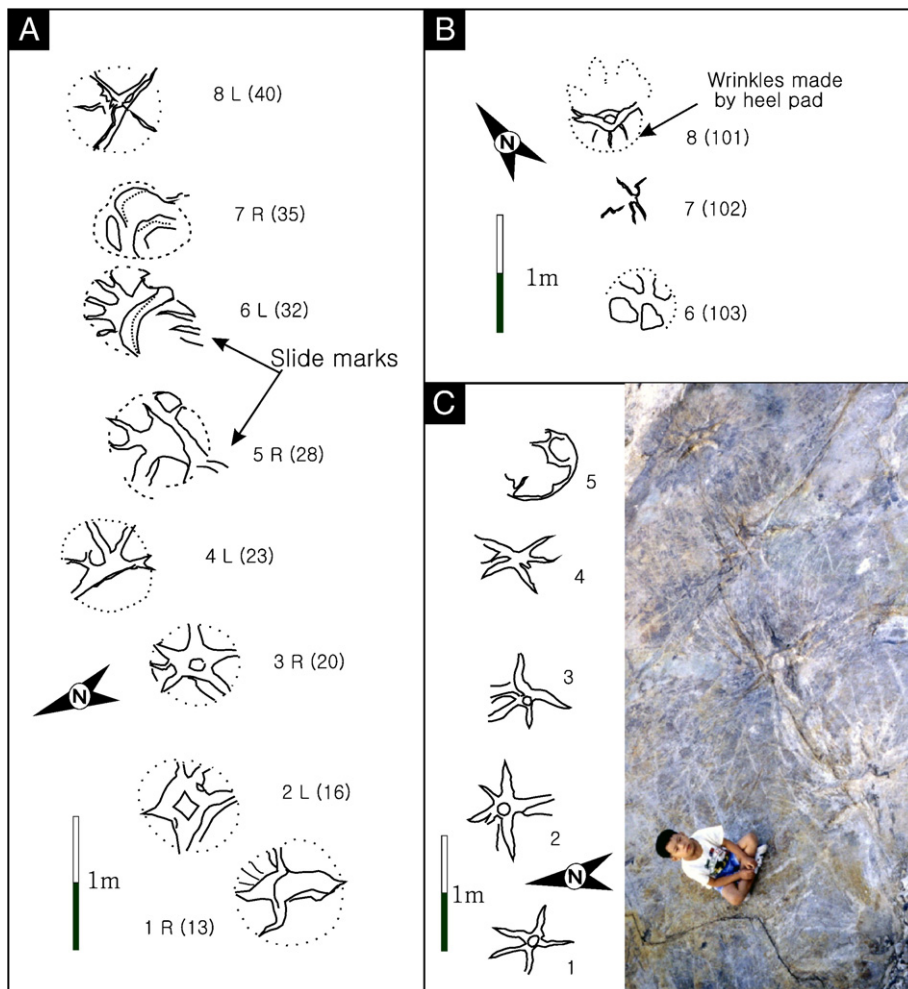 A
8 L (40)
7 R (35)
6 L (32)
Slide marks
5 R (28)
4 L (23)
3 R (20)
N
2 L (16)
1m
1 R (13)
B
Wrinkles made
by heel pad
8 (101)
N
7 (102)
1m
6 (103)
C
5
4
3
2
1m
N
1